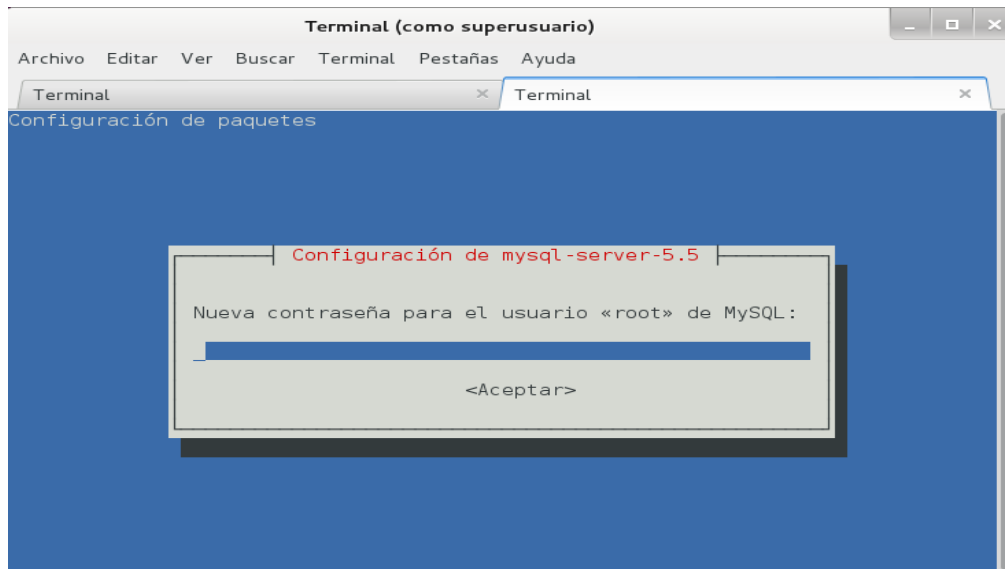 Terminal (como superusuario)
Archivo Editar Ver Buscar Terminal Pestañas Ayuda
Terminal Terminal
Configuración de paquetes
Configuración de mysql-server-5.5
Nueva contraseña para el usuario «root» de MySQL:
<Aceptar>